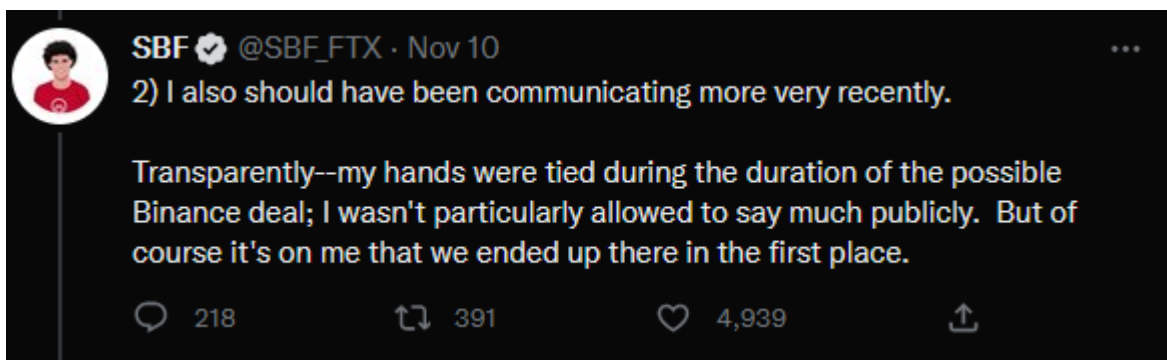 SBF @SBF_FTX · Nov 10
2) I also should have been communicating more very recently.
Transparently--my hands were tied during the duration of the possible
Binance deal; I wasn't particularly allowed to say much publicly.  But of
course it's on me that we ended up there in the first place.
218 391 4,939